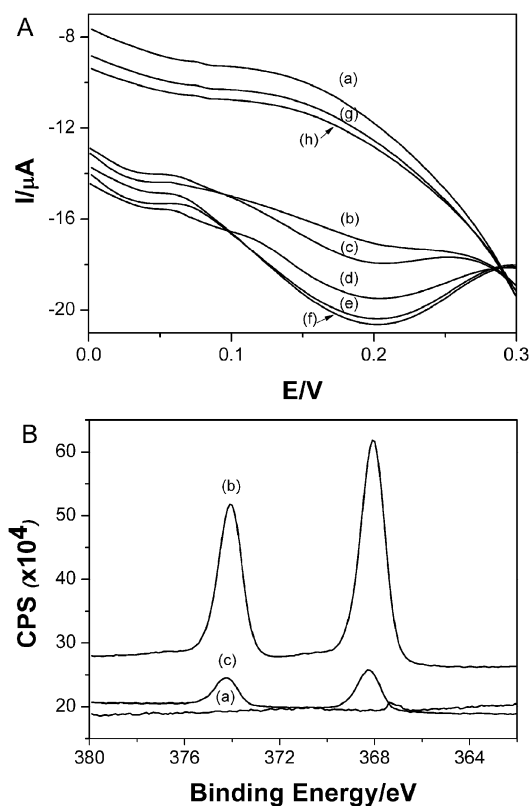 A
-8
-12
-16
-20
I/μA
(a)
(g)
(h)
(b)
(c)
(d)
(e)
(f)
0.0
0.1
0.2
0.3
E/V
B
60
50
40
30
20
CPS (x10⁴)
(b)
(c)
(a)
380
376
372
368
364
Binding Energy/eV